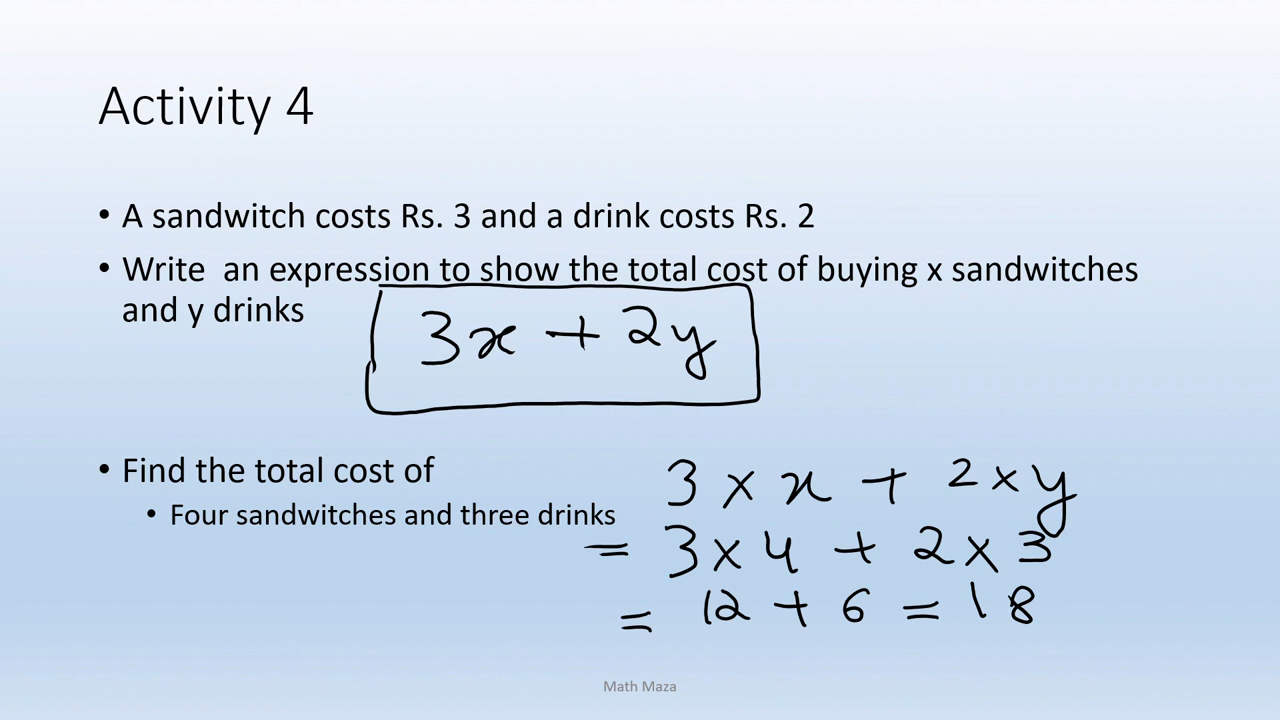 Activity 4
• A sandwitch costs Rs. 3 and a drink costs Rs. 2
• Write an expression to show the total cost of buying x sandwitches
and y drinks
3x + 2y
• Find the total cost of
• Four sandwitches and three drinks
3 × x + 2 × y
= 3 × 4 + 2 × 3
= 12 + 6 = 18
Math Maza